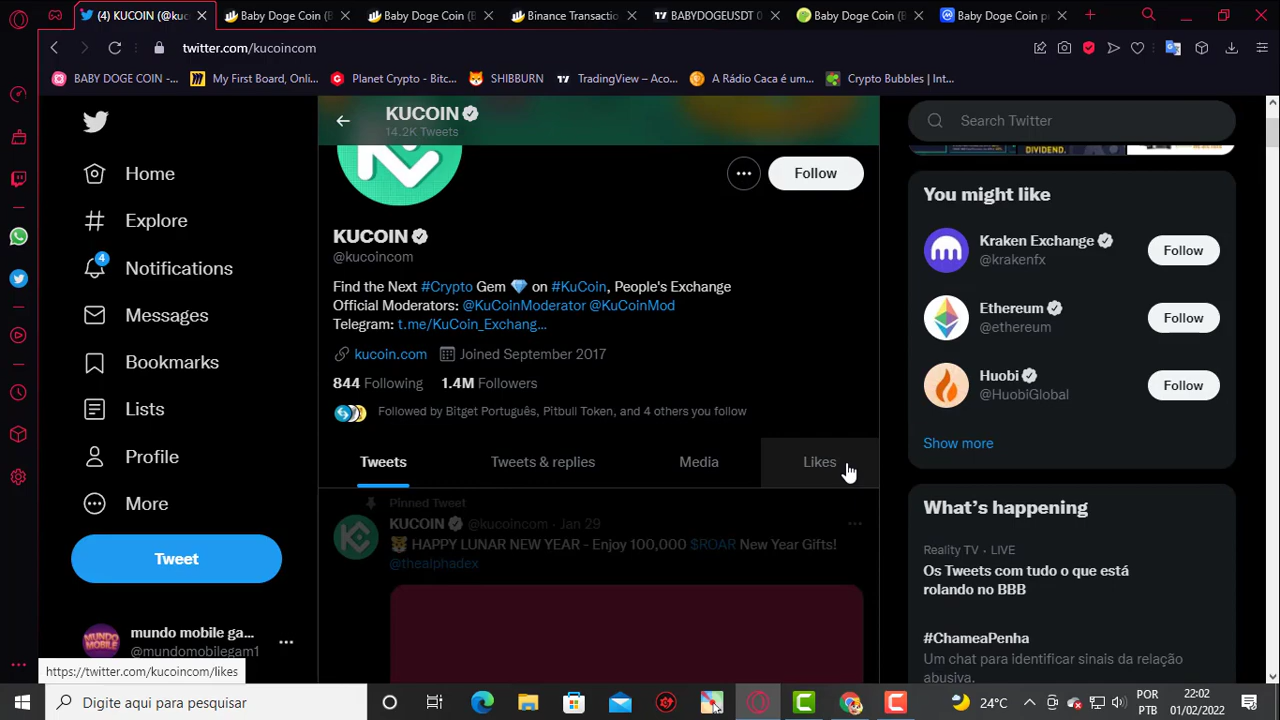 (4) KUCOIN (@kuc
Baby Doge Coin (B
Baby Doge Coin (B
Binance Transactio
BABYDOGEUSDT 0
Baby Doge Coin (B
Baby Doge Coin pi
twitter.com/kucoincom
BABY DOGE COIN -...
My First Board, Onli...
Planet Crypto - Bitc...
SHIBBURN
TradingView – Aco...
A Rádio Caca é um...
Crypto Bubbles | Int...
KUCOIN
14.2K Tweets
Search Twitter
DIVIDEND.
Follow
Home
Explore
4
Notifications
Messages
Bookmarks
Lists
Profile
More
Tweet
mundo mobile ga...
@mundomobilegam1
https://twitter.com/kucoincom/likes
KUCOIN
@kucoincom
Find the Next #Crypto Gem 💎 on #KuCoin, People's Exchange
Official Moderators: @KuCoinModerator @KuCoinMod
Telegram: t.me/KuCoin_Exchang...
kucoin.com Joined September 2017
844 Following 1.4M Followers
Followed by Bitget Português, Pitbull Token, and 4 others you follow
Tweets Tweets & replies Media Likes
Pinned Tweet
KUCOIN @kucoincom · Jan 29
🐯 HAPPY LUNAR NEW YEAR - Enjoy 100,000 $ROAR New Year Gifts!
@thealphadex
You might like
Kraken Exchange
@krakenfx
Follow
Ethereum
@ethereum
Follow
Huobi
@HuobiGlobal
Follow
Show more
What's happening
Reality TV · LIVE
Os Tweets com tudo o que está
rolando no BBB
#ChameaPenha
Um chat para identificar sinais da relação
abusiva.
Digite aqui para pesquisar
24°C
POR
PTB
22:02
01/02/2022